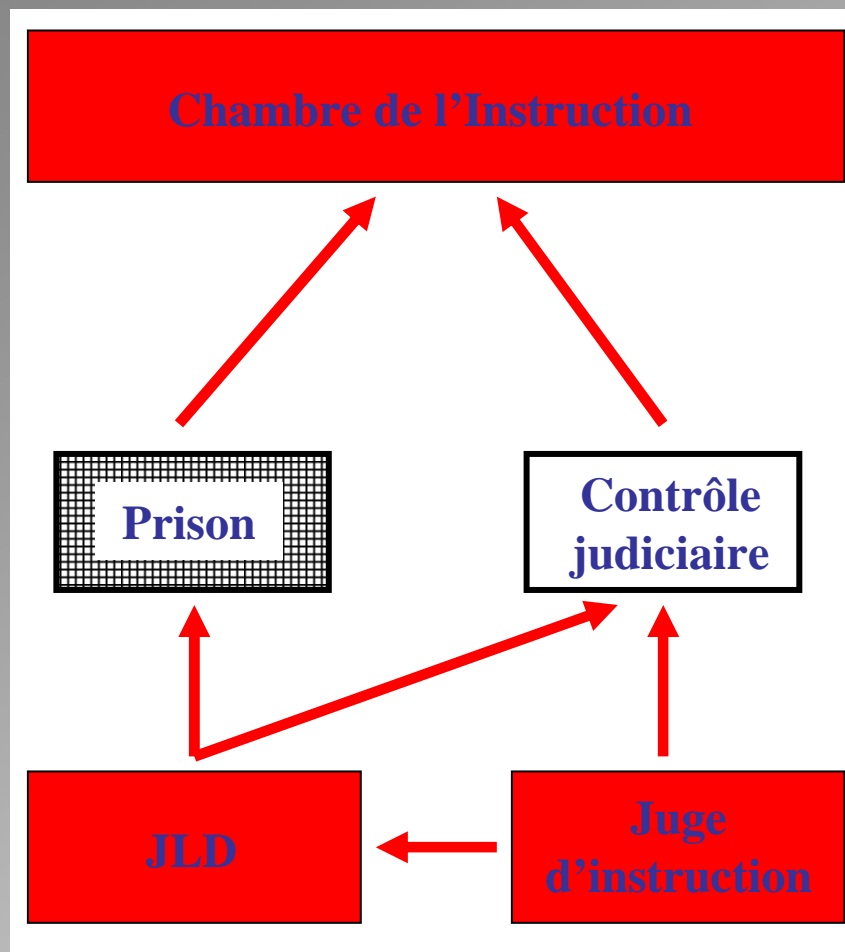 Chambre de l’Instruction
Prison
Contrôle
judiciaire
JLD
Juge
d’instruction